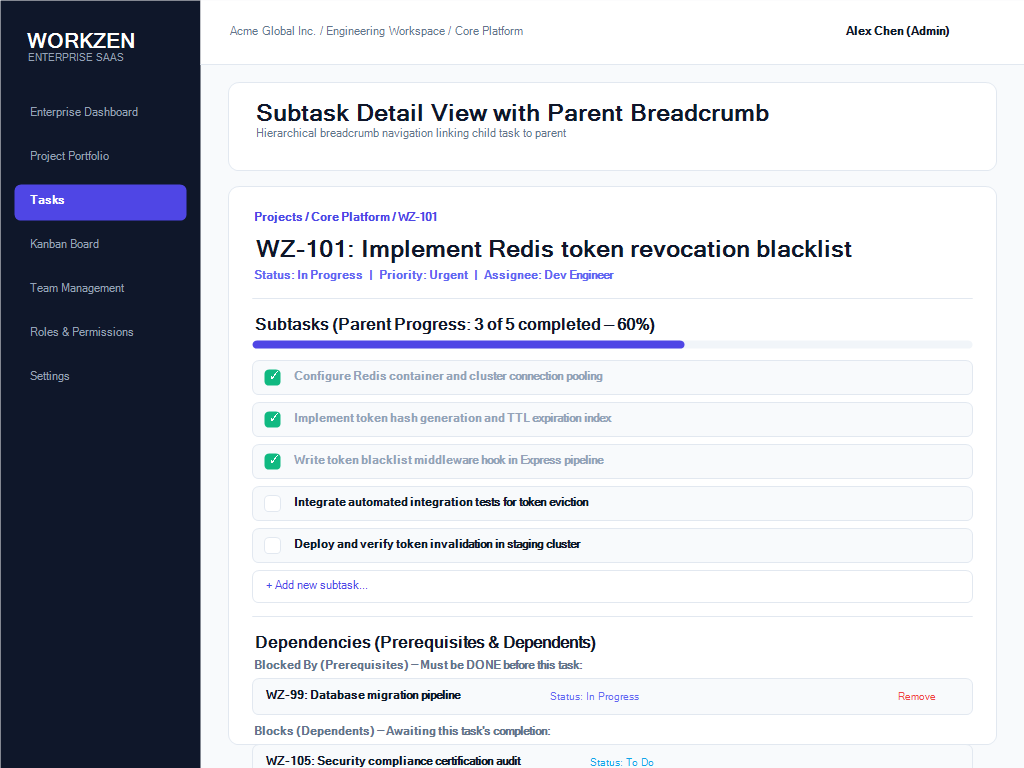 WORKZEN
ENTERPRISE SAAS
Enterprise Dashboard
Project Portfolio
Tasks
Kanban Board
Team Management
Roles & Permissions
Settings
Acme Global Inc. / Engineering Workspace / Core Platform
Alex Chen (Admin)
Subtask Detail View with Parent Breadcrumb
Hierarchical breadcrumb navigation linking child task to parent
Projects / Core Platform / WZ-101
WZ-101: Implement Redis token revocation blacklist
Status: In Progress | Priority: Urgent | Assignee: Dev Engineer
Subtasks (Parent Progress: 3 of 5 completed – 60%)
Configure Redis container and cluster connection pooling
Implement token hash generation and TTL expiration index
Write token blacklist middleware hook in Express pipeline
Integrate automated integration tests for token eviction
Deploy and verify token invalidation in staging cluster
+ Add new subtask...
Dependencies (Prerequisites & Dependents)
Blocked By (Prerequisites) – Must be DONE before this task:
WZ-99: Database migration pipeline Status: In Progress Remove
Blocks (Dependents) – Awaiting this task's completion:
WZ-105: Security compliance certification audit Status: To Do